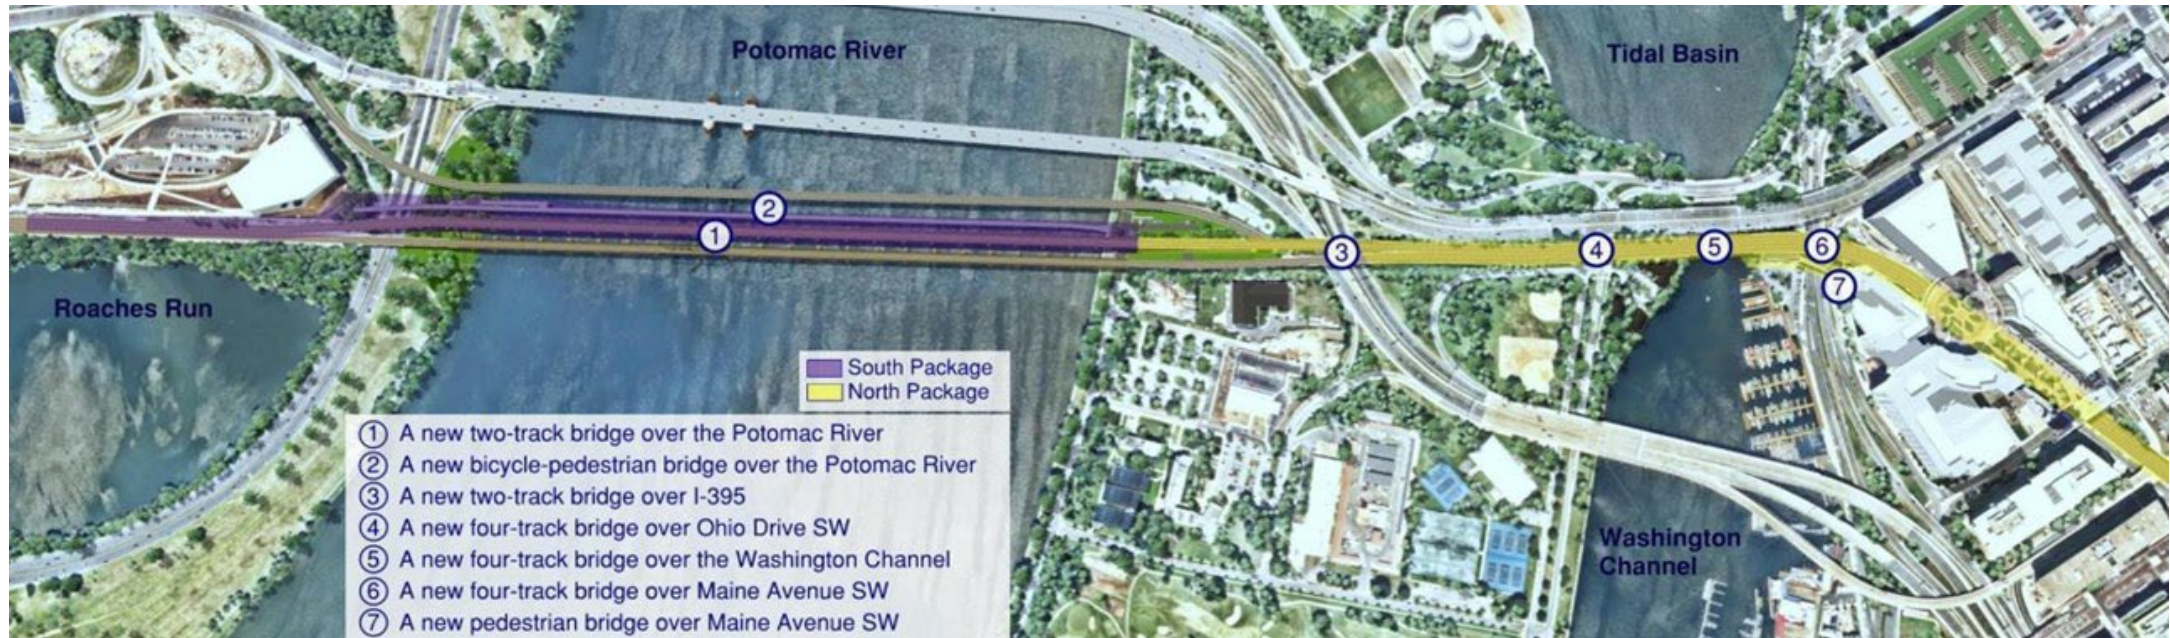 Potomac River
Tidal Basin
2
1
3
4
5
6
7
Roaches Run
South Package
North Package
1 A new two-track bridge over the Potomac River
2 A new bicycle-pedestrian bridge over the Potomac River
3 A new two-track bridge over I-395
4 A new four-track bridge over Ohio Drive SW
5 A new four-track bridge over the Washington Channel
6 A new four-track bridge over Maine Avenue SW
7 A new pedestrian bridge over Maine Avenue SW
Washington
Channel